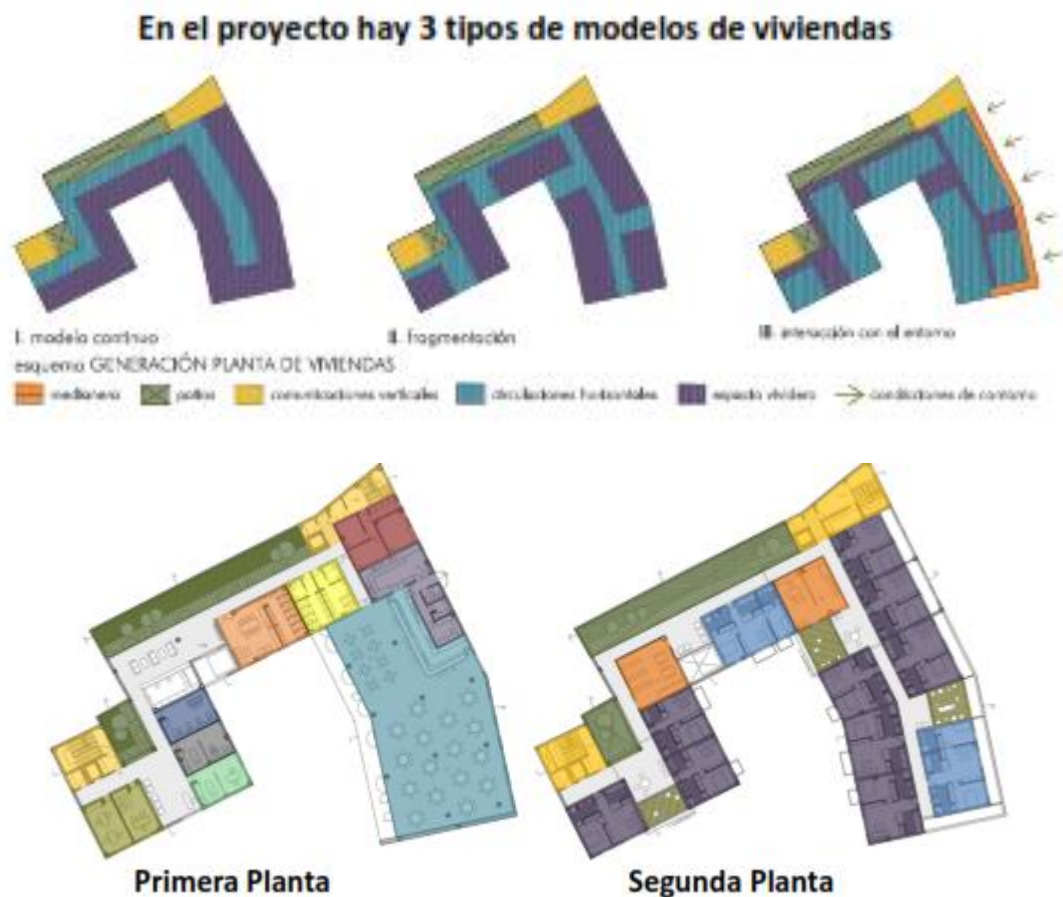 En el proyecto hay 3 tipos de modelos de viviendas
I. modelo continuo
II. fragmentación
III. interacción con el entorno
esquema GENERACIÓN PLANTA DE VIVIENDAS
medianera patios comunicaciones verticales circulaciones horizontales espacio vividero condiciones de contorno
Primera Planta
Segunda Planta